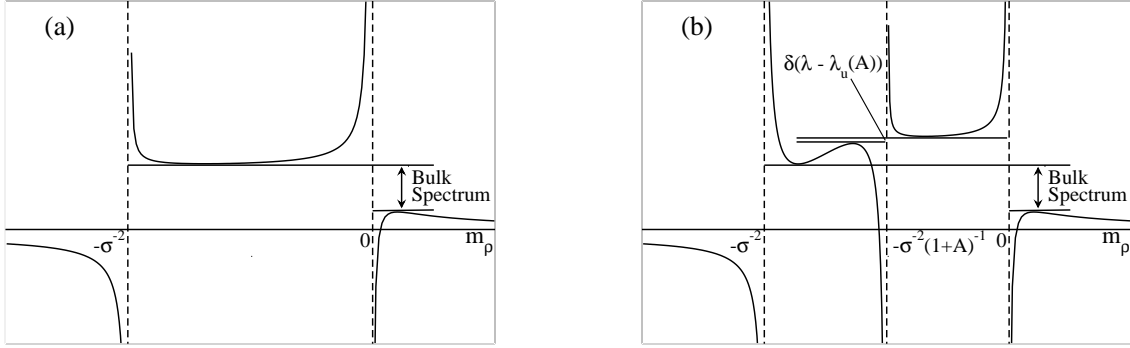 (a)
Bulk
Spectrum
-σ⁻²
0
m_ρ
(b)
δ(λ - λ_u(A))
Bulk
Spectrum
-σ⁻²
-σ⁻²(1+A)⁻¹
0
m_ρ